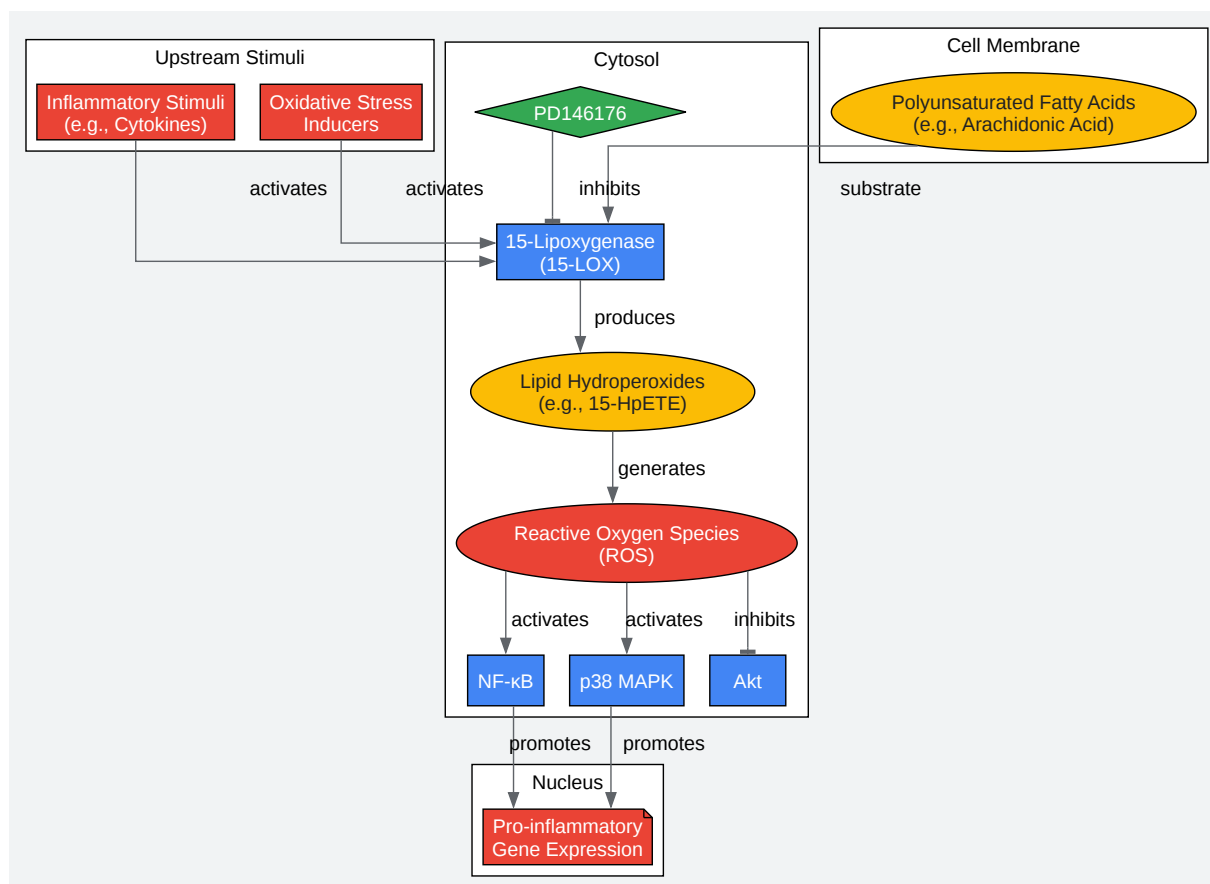 Upstream Stimuli
Inflammatory Stimuli
(e.g., Cytokines)
Oxidative Stress
Inducers
Cytosol
PD146176
Cell Membrane
Polyunsaturated Fatty Acids
(e.g., Arachidonic Acid)
activates
activates
inhibits
substrate
15-Lipoxygenase
(15-LOX)
produces
Lipid Hydroperoxides
(e.g., 15-HpETE)
generates
Reactive Oxygen Species
(ROS)
activates
activates
inhibits
NF-κB
p38 MAPK
Akt
promotes
promotes
Nucleus
Pro-inflammatory
Gene Expression